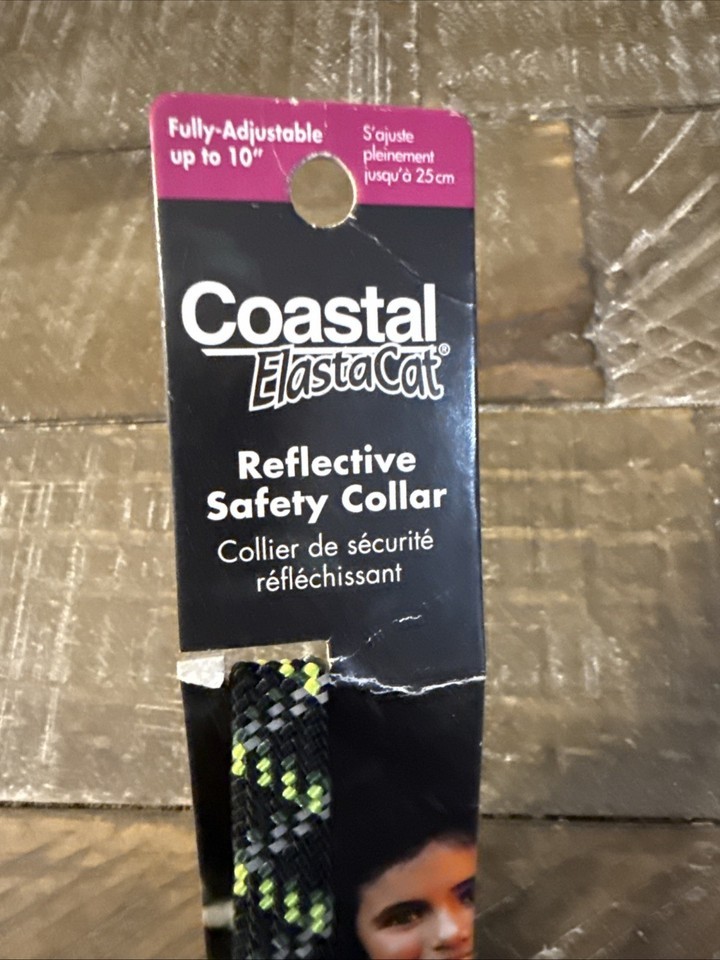 Fully-Adjustable
up to 10"
S'ajuste
pleinement
jusqu'à 25 cm
Coastal
ElastaCat®
Reflective
Safety Collar
Collier de sécurité
réfléchissant